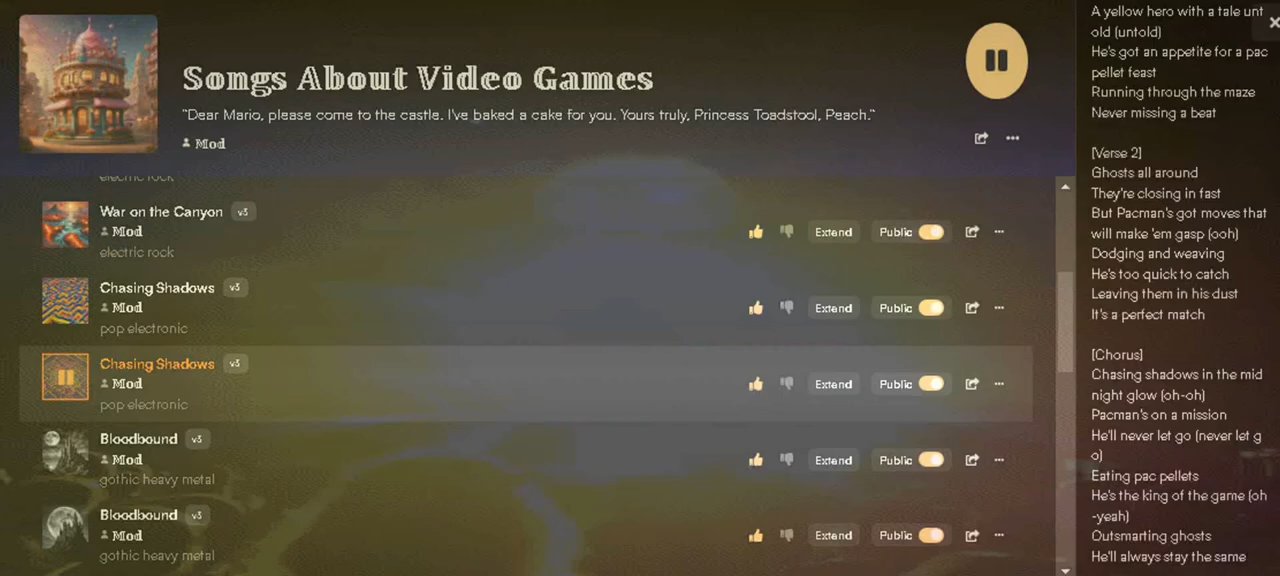 Songs About Video Games
"Dear Mario, please come to the castle. I've baked a cake for you. Yours truly, Princess Toadstool, Peach."
Mod
electric rock
War on the Canyon v3
Mod
electric rock
Extend Public
Chasing Shadows v3
Mod
pop electronic
Extend Public
Chasing Shadows v3
Mod
pop electronic
Extend Public
Bloodbound v3
Mod
gothic heavy metal
Extend Public
Bloodbound v3
Mod
gothic heavy metal
Extend Public
A yellow hero with a tale unt
old (untold)
He's got an appetite for a pac
pellet feast
Running through the maze
Never missing a beat
[Verse 2]
Ghosts all around
They're closing in fast
But Pacman's got moves that
will make 'em gasp (ooh)
Dodging and weaving
He's too quick to catch
Leaving them in his dust
It's a perfect match
[Chorus]
Chasing shadows in the mid
night glow (oh-oh)
Pacman's on a mission
He'll never let go (never let g
o)
Eating pac pellets
He's the king of the game (oh
-yeah)
Outsmarting ghosts
He'll always stay the same